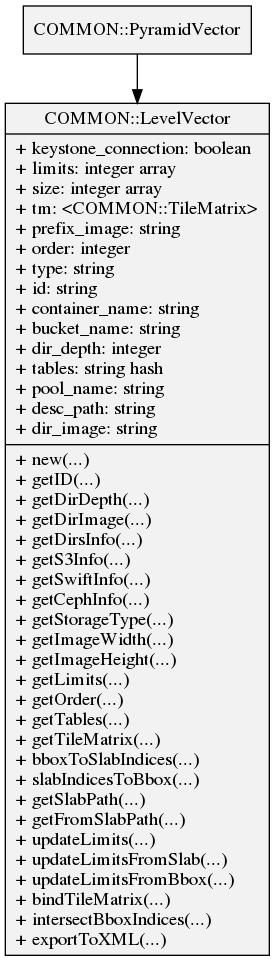 COMMON::PyramidVector
COMMON::LevelVector
+ keystone_connection: boolean
+ limits: integer array
+ size: integer array
+ tm: <COMMON::TileMatrix>
+ prefix_image: string
+ order: integer
+ type: string
+ id: string
+ container_name: string
+ bucket_name: string
+ dir_depth: integer
+ tables: string hash
+ pool_name: string
+ desc_path: string
+ dir_image: string
+ new(...)
+ getID(...)
+ getDirDepth(...)
+ getDirImage(...)
+ getDirsInfo(...)
+ getS3Info(...)
+ getSwiftInfo(...)
+ getCephInfo(...)
+ getStorageType(...)
+ getImageWidth(...)
+ getImageHeight(...)
+ getLimits(...)
+ getOrder(...)
+ getTables(...)
+ getTileMatrix(...)
+ bboxToSlabIndices(...)
+ slabIndicesToBbox(...)
+ getSlabPath(...)
+ getFromSlabPath(...)
+ updateLimits(...)
+ updateLimitsFromSlab(...)
+ updateLimitsFromBbox(...)
+ bindTileMatrix(...)
+ intersectBboxIndices(...)
+ exportToXML(...)